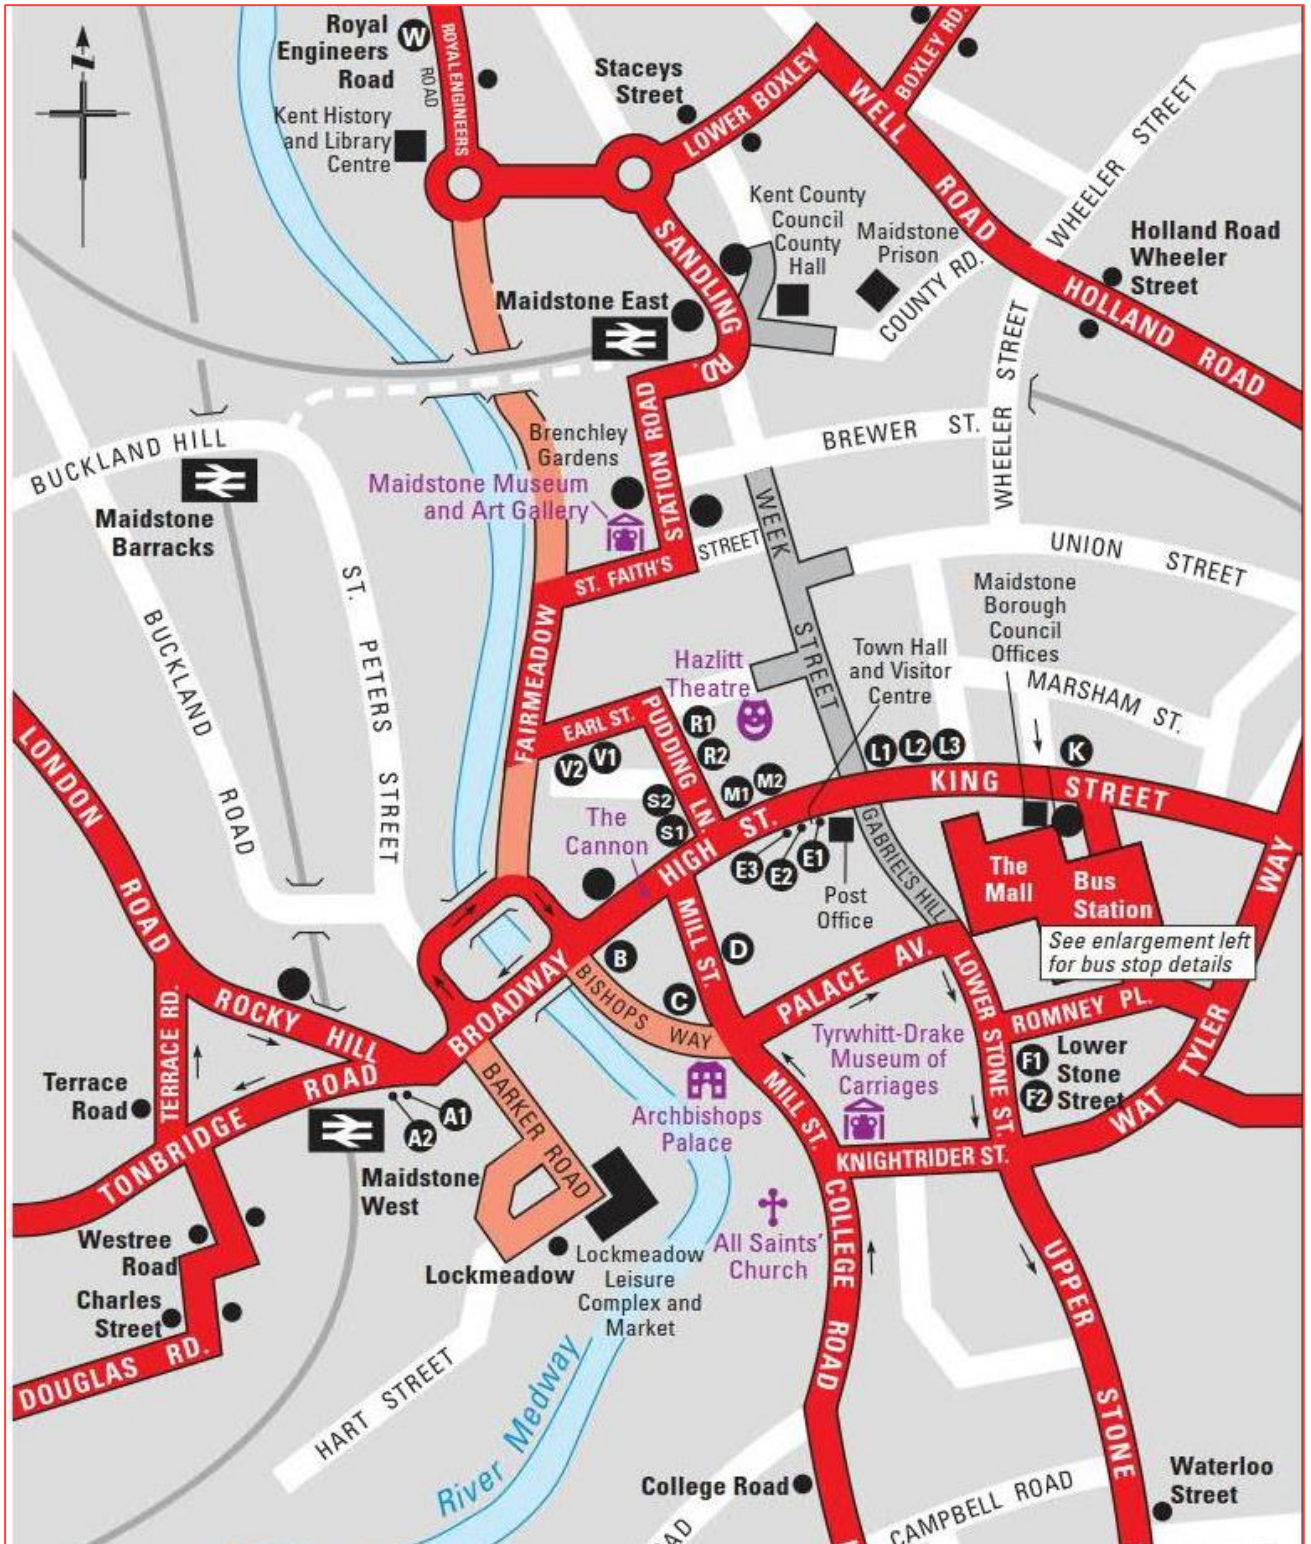 Royal
Engineers
Road
W
ROYAL ENGINEERS
ROAD
Kent History
and Library
Centre
Staceys
Street
LOWER BOXLEY
BOXLEY RD.
WELL
ROAD
WHEELER STREET
Kent County
Council
County
Hall
Maidstone
Prison
COUNTY RD.
Holland Road
Wheeler
Street
HOLLAND ROAD
SANDLING
RD.
Maidstone East
WHEELER STREET
BREWER ST.
STATION ROAD
Brenchley
Gardens
Maidstone Museum
and Art Gallery
BUCKLAND HILL
Maidstone
Barracks
ST. PETERS STREET
BUCKLAND ROAD
ST. FAITH'S
STREET
WEEK
STREET
UNION STREET
Maidstone
Borough
Council
Offices
Town Hall
and Visitor
Centre
MARSHAM ST.
FAIRMEADOW
Hazlitt
Theatre
EARL ST.
PUDDING LN.
R1
R2
V2
V1
M1
M2
S2
S1
L1
L2
L3
K
KING STREET
The
Cannon
HIGH ST.
E3
E2
E1
Post
Office
GABRIEL'S HILL
The
Mall
Bus
Station
See enlargement left
for bus stop details
WAY
LONDON ROAD
TERRACE RD.
ROCKY HILL
BROADWAY
B
C
D
BISHOPS WAY
MILL ST.
PALACE AV.
LOWER STONE ST.
ROMNEY PL.
F1
F2
Lower
Stone
Street
WAT TYLER
Tyrwhitt-Drake
Museum of
Carriages
Archbishops
Palace
MILL ST.
KNIGHTRIDER ST.
Terrace
Road
TONBRIDGE ROAD
A1
A2
Maidstone
West
BARKER ROAD
Lockmeadow
Lockmeadow
Leisure
Complex and
Market
All Saints'
Church
COLLEGE ROAD
UPPER STONE
Westree
Road
Charles
Street
DOUGLAS RD.
HART STREET
River Medway
College Road
CAMPBELL ROAD
Waterloo
Street